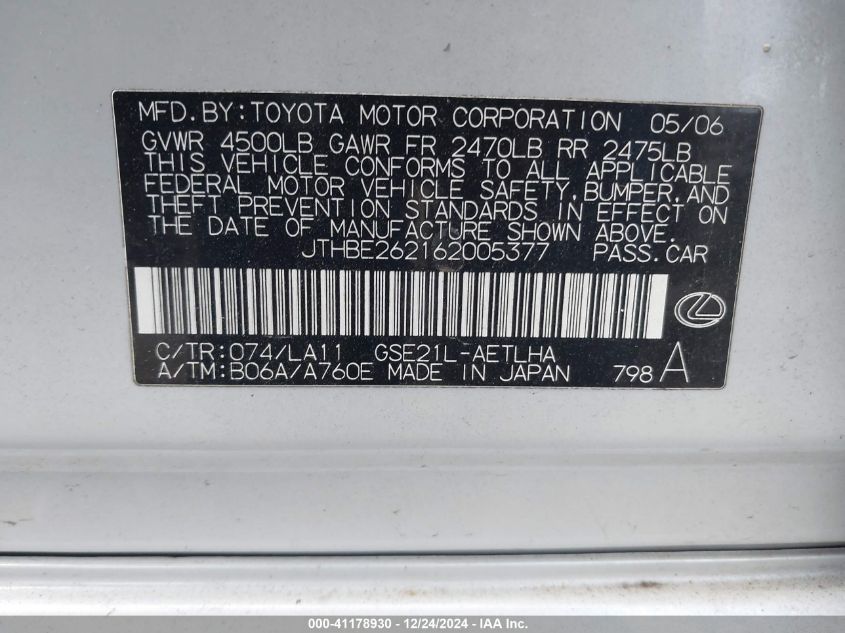 MFD. BY: TOYOTA MOTOR CORPORATION 05/06
GVWR 4500LB GAWR FR 2470LB RR 2475LB
THIS VEHICLE CONFORMS TO ALL APPLICABLE
FEDERAL MOTOR VEHICLE SAFETY, BUMPER, AND
THEFT PREVENTION STANDARDS IN EFFECT ON
THE DATE OF MANUFACTURE SHOWN ABOVE.
JTHBE262162005377 PASS. CAR
C/TR: 074/LA11 GSE21L-AETLHA
A/TM: B06A/A760E MADE IN JAPAN 798 A
000-41178930 - 12/24/2024 - IAA Inc.